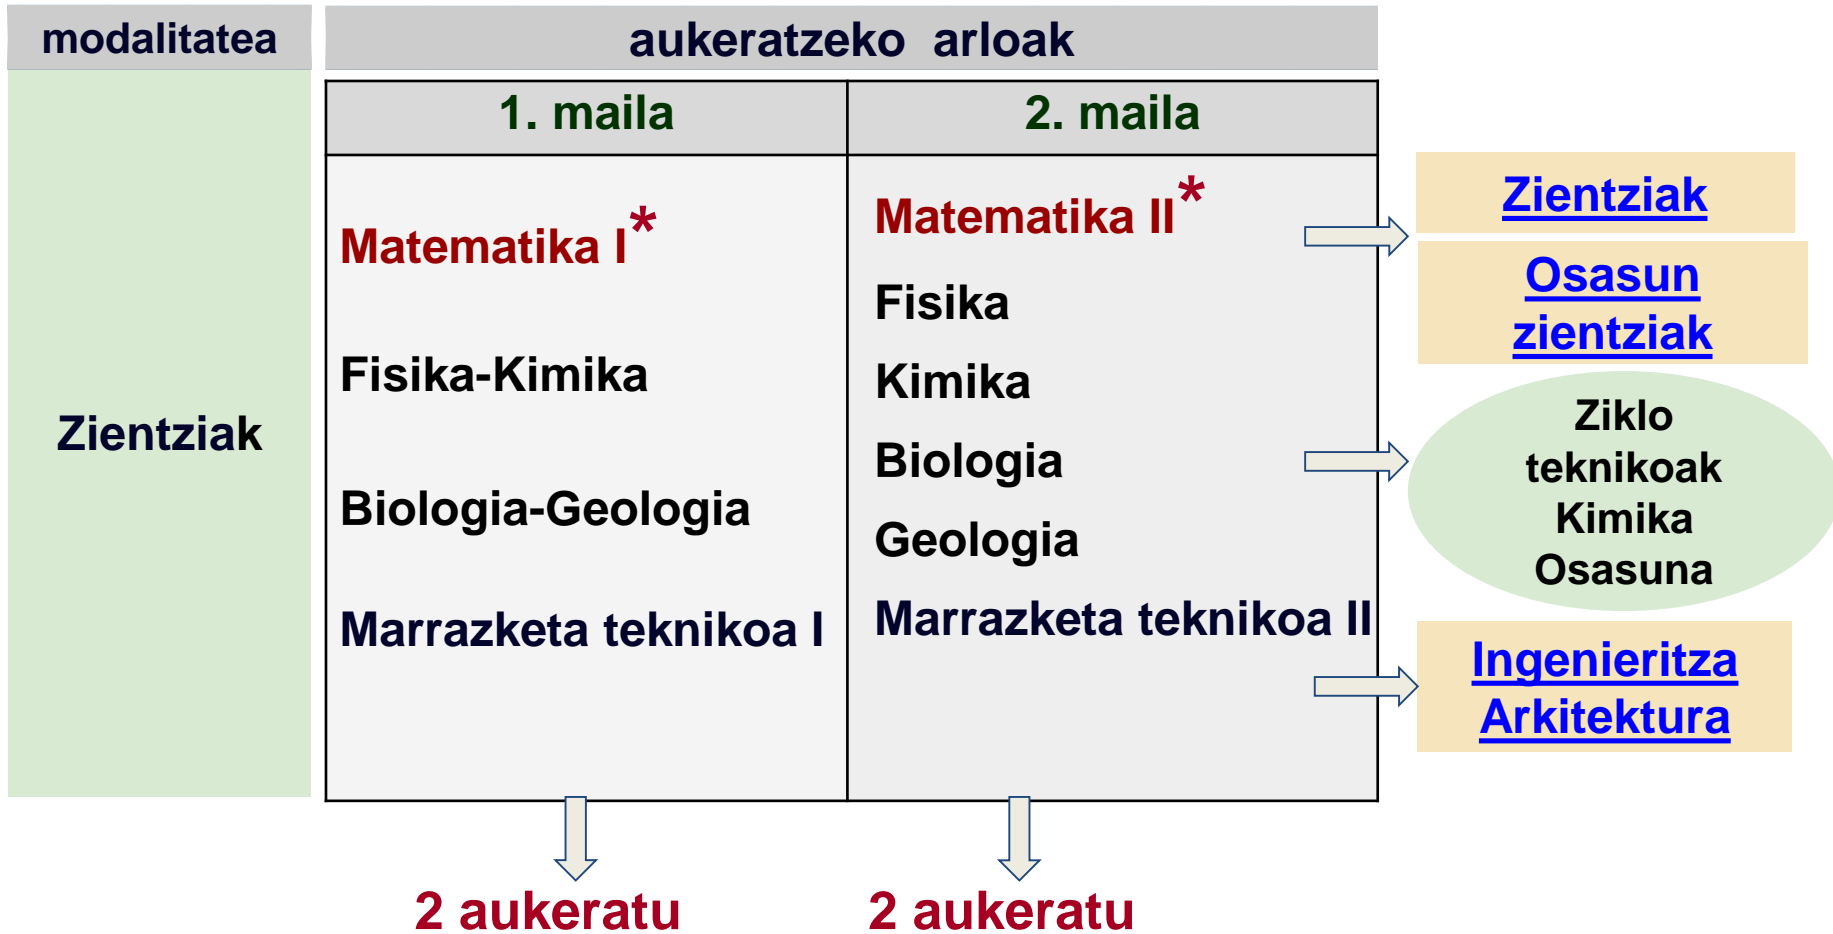 modalitatea
aukeratzeko arloak
Zientziak
1. maila
2. maila
Matematika I*
Fisika-Kimika
Biologia-Geologia
Marrazketa teknikoa I
Matematika II*
Fisika
Kimika
Biologia
Geologia
Marrazketa teknikoa II
Zientziak
Osasun
zientziak
Ziklo
teknikoak
Kimika
Osasuna
Ingenieritza
Arkitektura
2 aukeratu
2 aukeratu